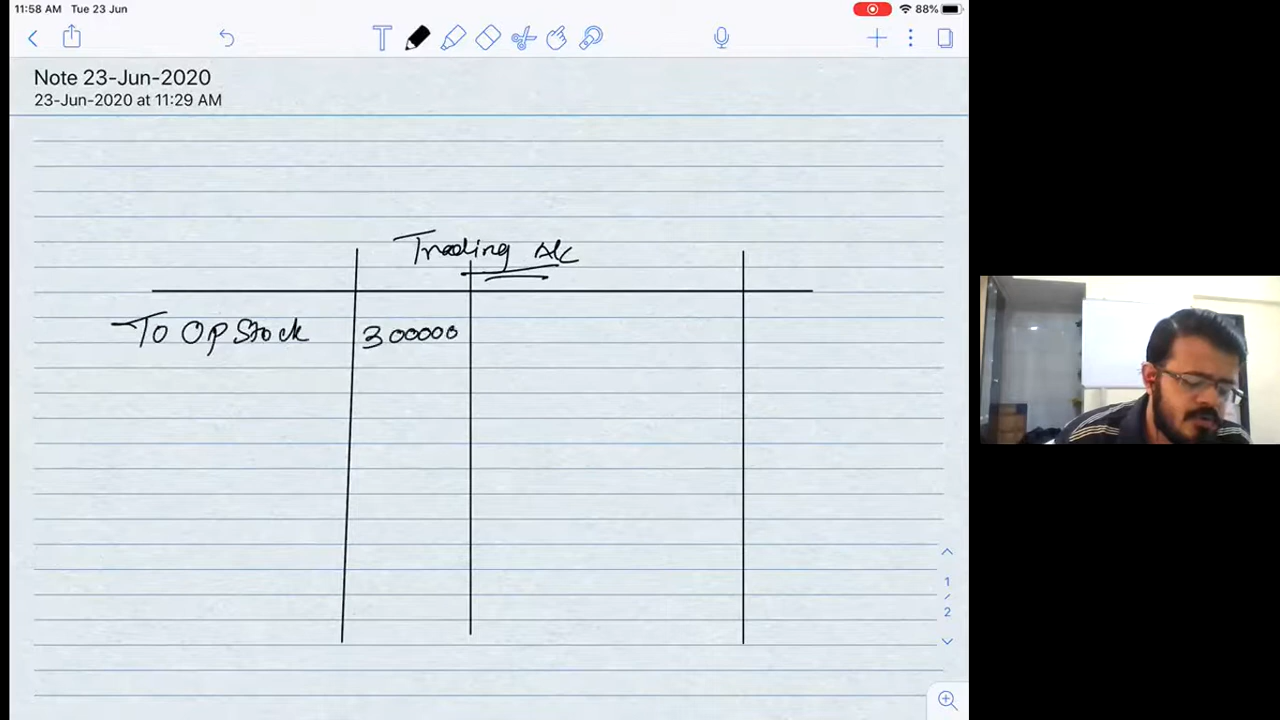 11:58 AM Tue 23 Jun
88%
T
Note 23-Jun-2020
23-Jun-2020 at 11:29 AM
Trading A/c
To Op Stock 300000
1
/
2